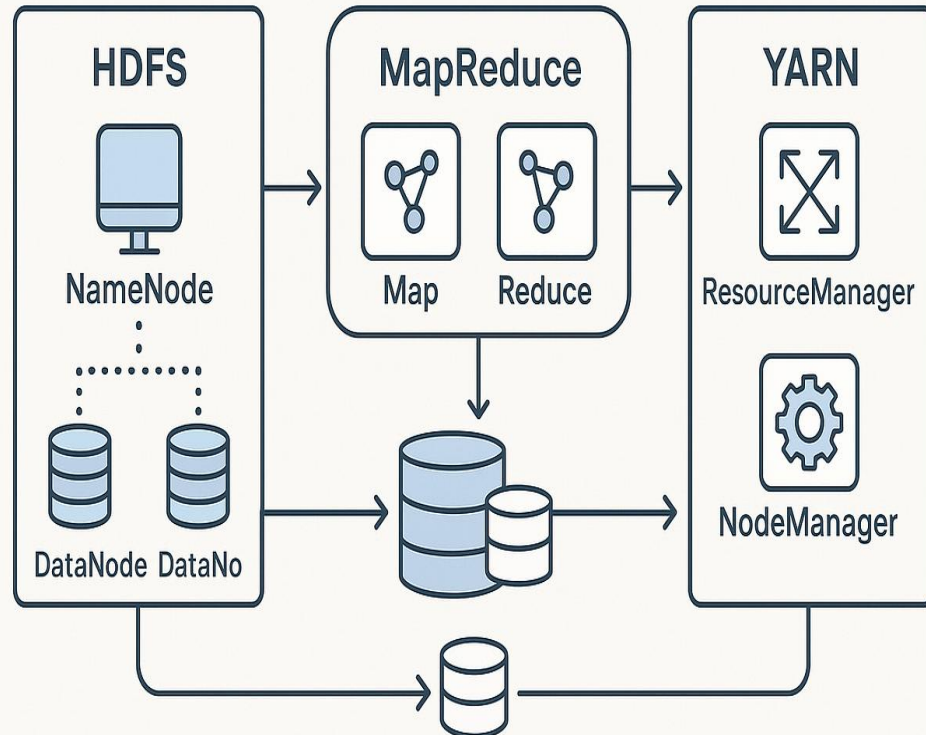 HDFS
NameNode
DataNode DataNo
MapReduce
Map Reduce
YARN
ResourceManager
NodeManager